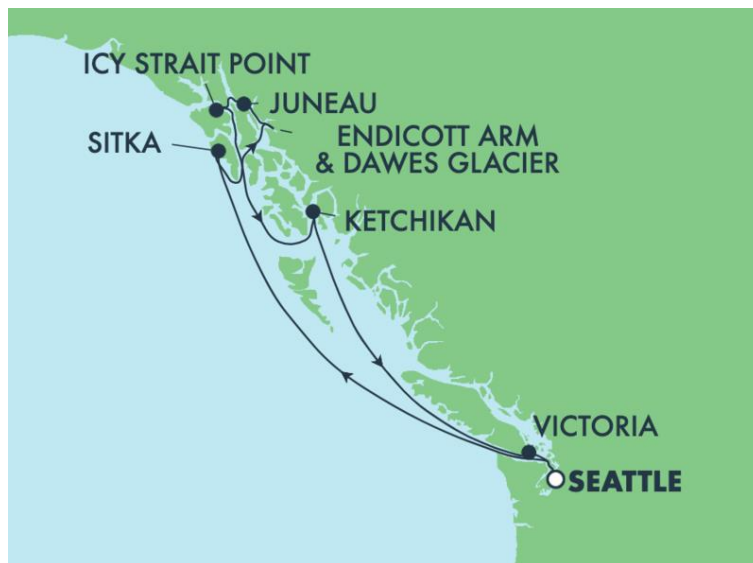 ICY STRAIT POINT
JUNEAU
SITKA
ENDICOTT ARM
& DAWES GLACIER
KETCHIKAN
VICTORIA
SEATTLE